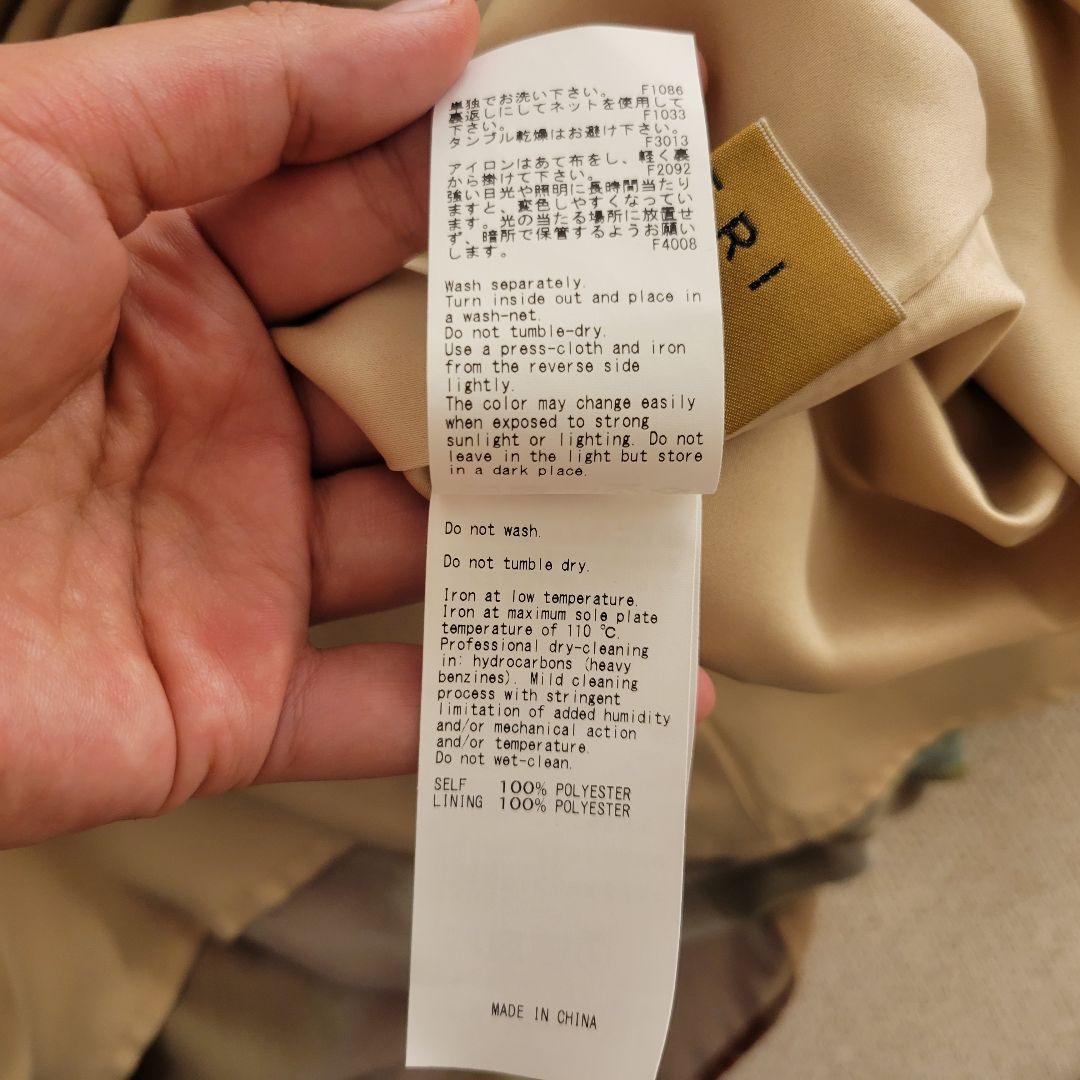 単独でお洗い下さい。 F1086
裏返しにしてネットを使用して
下さい。 F1033
タンブル乾燥はお避け下さい。
F3013
アイロンはあて布をし、軽く裏
から掛けて下さい。 F2092
強い日光や照明に長時間当たり
ますと、変色しやすくなってい
ます。光の当たる場所に放置せ
ず、暗所で保管するようお願い
します。 F4008
Wash separately.
Turn inside out and place in
a wash-net.
Do not tumble-dry.
Use a press-cloth and iron
from the reverse side
lightly.
The color may change easily
when exposed to strong
sunlight or lighting. Do not
leave in the light but store
in a dark place.
Do not wash.
Do not tumble dry.
Iron at low temperature.
Iron at maximum sole plate
temperature of 110 ℃.
Professional dry-cleaning
in: hydrocarbons (heavy
benzines). Mild cleaning
process with stringent
limitation of added humidity
and/or mechanical action
and/or temperature.
Do not wet-clean.
SELF 100% POLYESTER
LINING 100% POLYESTER
MADE IN CHINA
RI